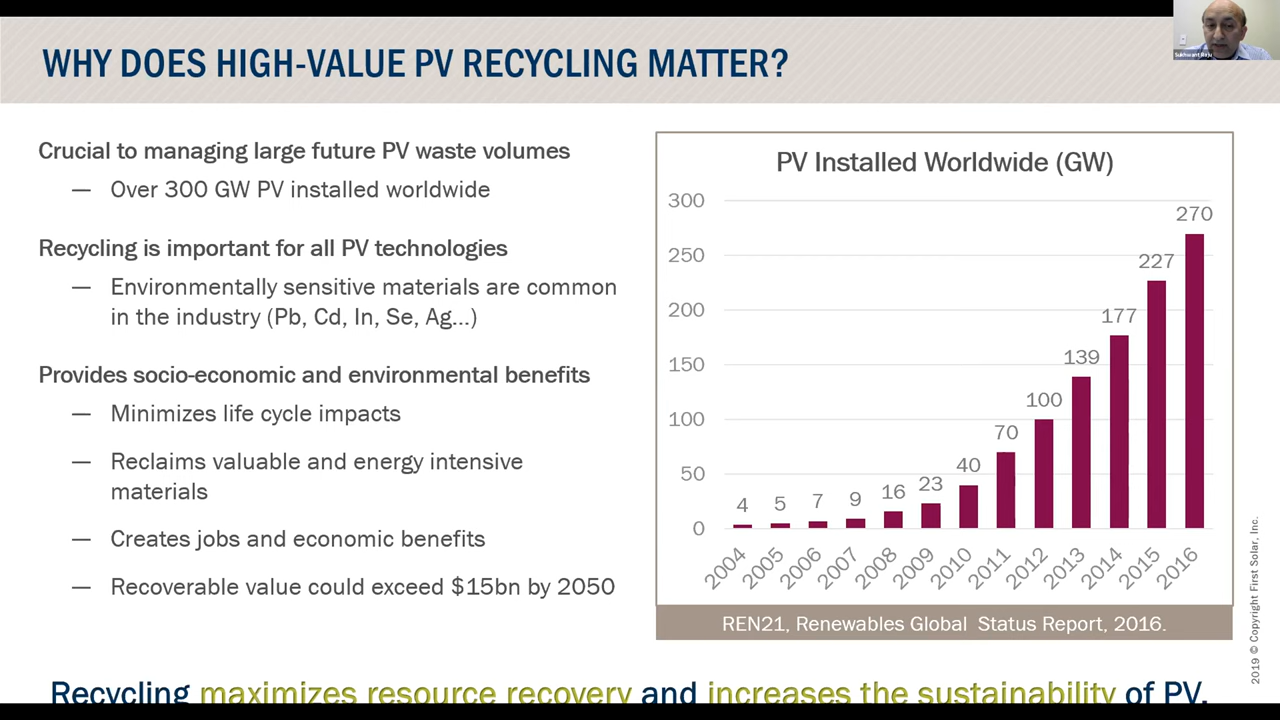 WHY DOES HIGH-VALUE PV RECYCLING MATTER?
Sukhwant Raju
Crucial to managing large future PV waste volumes
— Over 300 GW PV installed worldwide
Recycling is important for all PV technologies
— Environmentally sensitive materials are common
in the industry (Pb, Cd, In, Se, Ag...)
Provides socio-economic and environmental benefits
— Minimizes life cycle impacts
— Reclaims valuable and energy intensive
materials
— Creates jobs and economic benefits
— Recoverable value could exceed $15bn by 2050
PV Installed Worldwide (GW)
300
250
200
150
100
50
0
4
5
7
9
16
23
40
70
100
139
177
227
270
2004
2005
2006
2007
2008
2009
2010
2011
2012
2013
2014
2015
2016
REN21, Renewables Global Status Report, 2016.
2019 © Copyright First Solar, Inc.
Recycling maximizes resource recovery and increases the sustainability of PV.